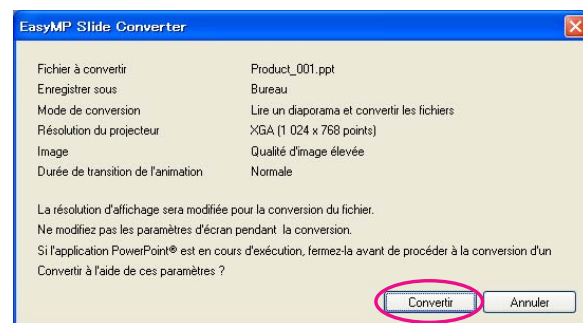 EasyMP Slide Converter
Fichier à convertir Product_001.ppt
Enregistrer sous Bureau
Mode de conversion Lire un diaporama et convertir les fichiers
Résolution du projecteur XGA (1 024 x 768 points)
Image Qualité d'image élevée
Durée de transition de l'animation Normale
La résolution d'affichage sera modifiée pour la conversion du fichier.
Ne modifiez pas les paramètres d'écran pendant la conversion.
Si l'application PowerPoint® est en cours d'exécution, fermez-la avant de procéder à la conversion d'un
Convertir à l'aide de ces paramètres ?
Convertir Annuler